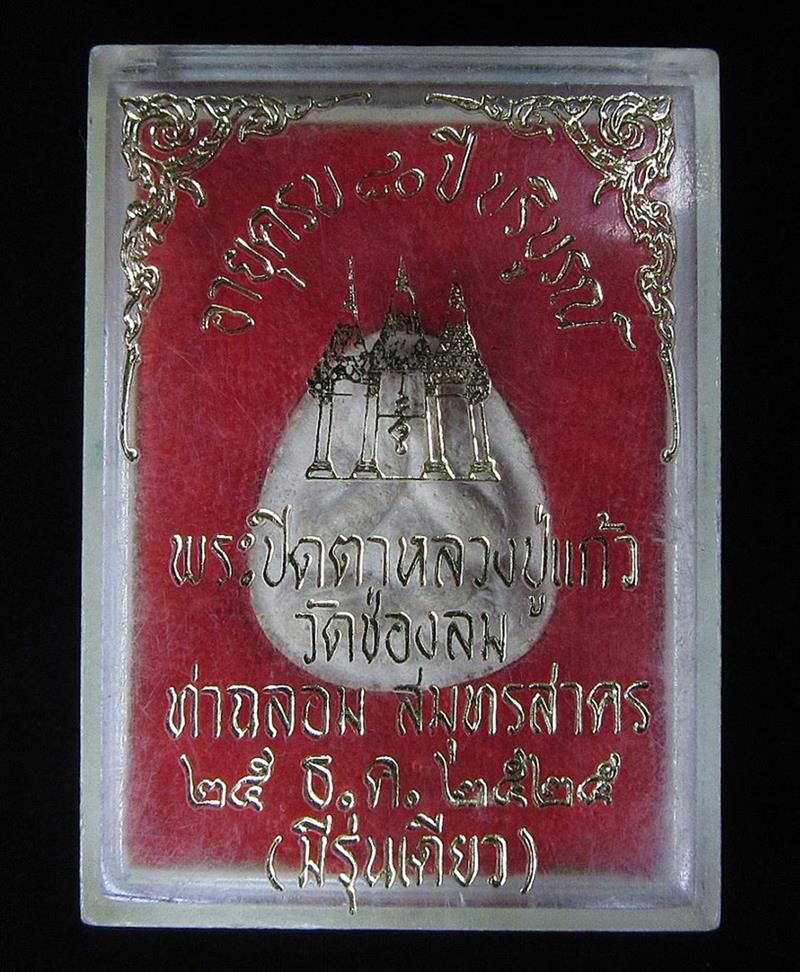 อายุครบ ๘๐ ปี บริบูรณ์
พระปิดตาหลวงปู่แก้ว
วัดช่องลม
ท่าฉลอม สมุทรสาคร
๒๕ ธ.ค. ๒๕๒๕
(มีรุ่นเดียว)